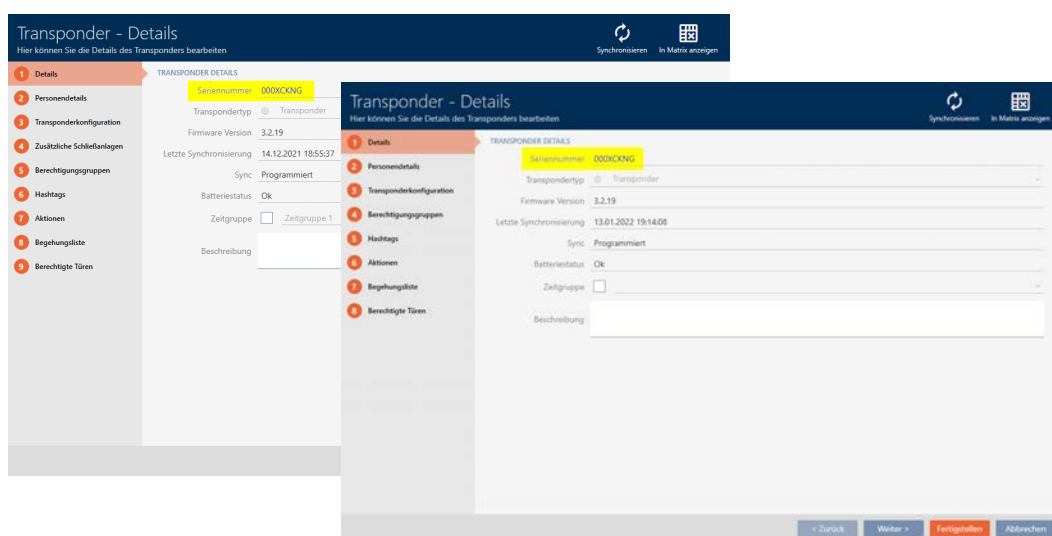 Transponder - Details
Hier können Sie die Details des Transponders bearbeiten
Synchronisieren
In Matrix anzeigen
1 Details
2 Personendetails
3 Transponderkonfiguration
4 Zusätzliche Schließanlagen
5 Berechtigungsgruppen
6 Hashtags
7 Aktionen
8 Begehungsliste
9 Berechtigte Türen
TRANSPONDER DETAILS
Seriennummer 000XCKNG
Transpondertyp Transponder
Firmware Version 3.2.19
Letzte Synchronisierung 14.12.2021 18:55:37
Sync Programmiert
Batteriestatus Ok
Zeitgruppe Zeitgruppe 1
Beschreibung
Transponder - Details
Hier können Sie die Details des Transponders bearbeiten
Synchronisieren
In Matrix anzeigen
1 Details
2 Personendetails
3 Transponderkonfiguration
4 Berechtigungsgruppen
5 Hashtags
6 Aktionen
7 Begehungsliste
8 Berechtigte Türen
TRANSPONDER DETAILS
Seriennummer 000XCKNG
Transpondertyp Transponder
Firmware Version 3.2.19
Letzte Synchronisierung 13.01.2022 19:14:08
Sync Programmiert
Batteriestatus Ok
Zeitgruppe
Beschreibung
< Zurück
Weiter >
Fertigstellen
Abbrechen